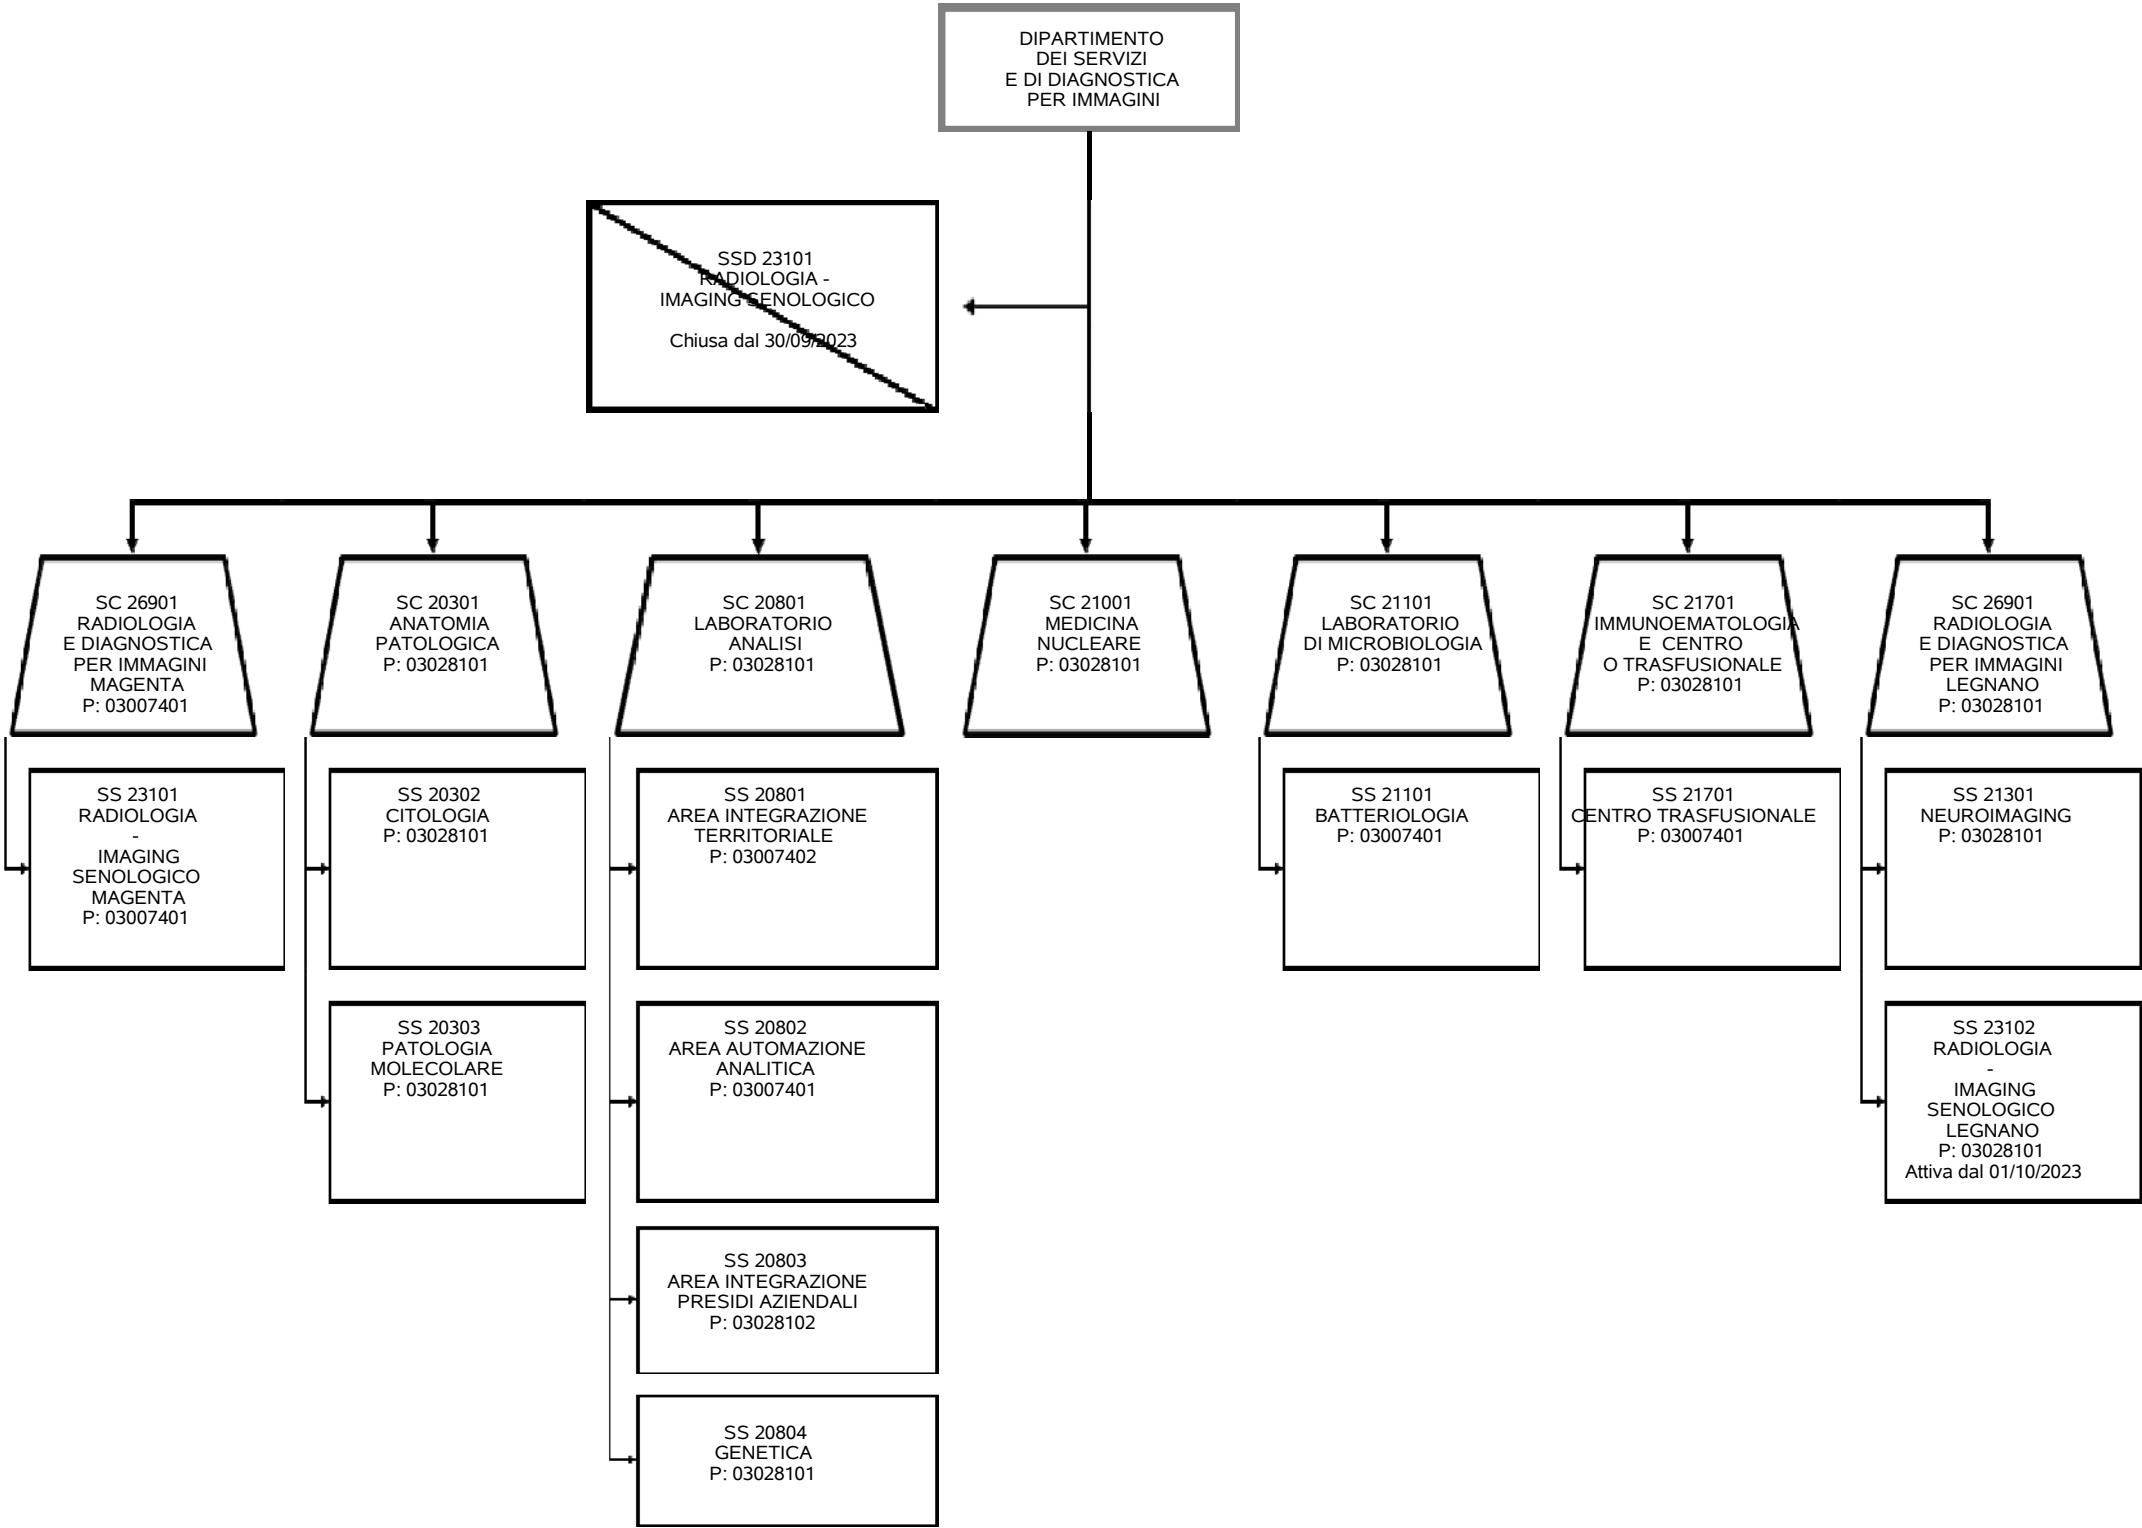 DIPARTIMENTO
DEI SERVIZI
E DI DIAGNOSTICA
PER IMMAGINI
SSD 23101
RADIOLOGIA -
IMAGING SENOLOGICO
Chiusa dal 30/09/2023
SC 26901
RADIOLOGIA
E DIAGNOSTICA
PER IMMAGINI
MAGENTA
P: 03007401
SC 20301
ANATOMIA
PATOLOGICA
P: 03028101
SC 20801
LABORATORIO
ANALISI
P: 03028101
SC 21001
MEDICINA
NUCLEARE
P: 03028101
SC 21101
LABORATORIO
DI MICROBIOLOGIA
P: 03028101
SC 21701
IMMUNOEMATOLOGIA
E CENTRO
O TRASFUSIONALE
P: 03028101
SC 26901
RADIOLOGIA
E DIAGNOSTICA
PER IMMAGINI
LEGNANO
P: 03028101
SS 23101
RADIOLOGIA
-
IMAGING
SENOLOGICO
MAGENTA
P: 03007401
SS 20302
CITOLOGIA
P: 03028101
SS 20801
AREA INTEGRAZIONE
TERRITORIALE
P: 03007402
SS 21101
BATTERIOLOGIA
P: 03007401
SS 21701
CENTRO TRASFUSIONALE
P: 03007401
SS 21301
NEUROIMAGING
P: 03028101
SS 20303
PATOLOGIA
MOLECOLARE
P: 03028101
SS 20802
AREA AUTOMAZIONE
ANALITICA
P: 03007401
SS 23102
RADIOLOGIA
-
IMAGING
SENOLOGICO
LEGNANO
P: 03028101
Attiva dal 01/10/2023
SS 20803
AREA INTEGRAZIONE
PRESIDI AZIENDALI
P: 03028102
SS 20804
GENETICA
P: 03028101